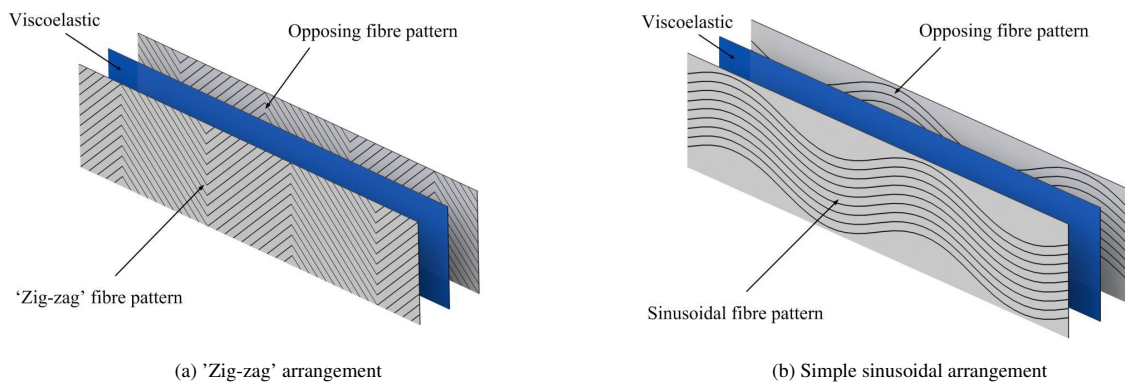 Viscoelastic
Opposing fibre pattern
‘Zig-zag’ fibre pattern
(a) ’Zig-zag’ arrangement
Viscoelastic
Opposing fibre pattern
Sinusoidal fibre pattern
(b) Simple sinusoidal arrangement